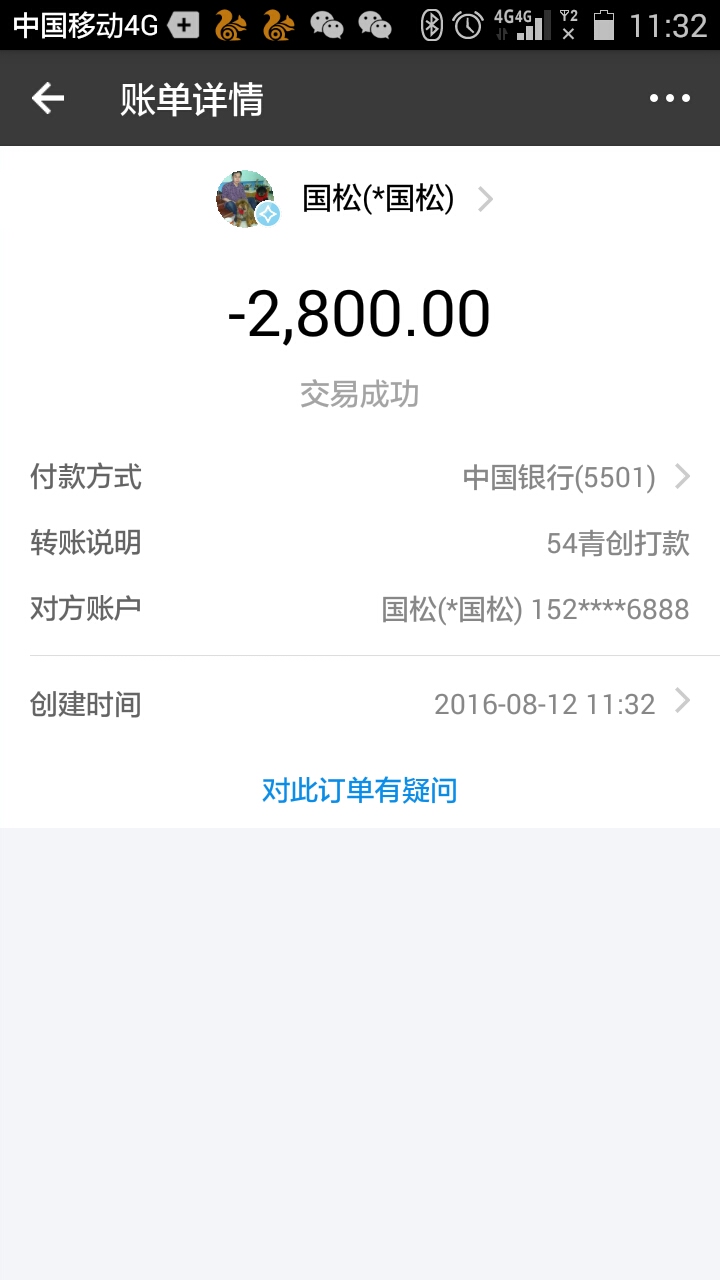 中国移动4G 4G4G 2 11:32
账单详情
国松(*国松)
-2,800.00
交易成功
付款方式 中国银行(5501)
转账说明 54青创打款
对方账户 国松(*国松) 152****6888
创建时间 2016-08-12 11:32
对此订单有疑问